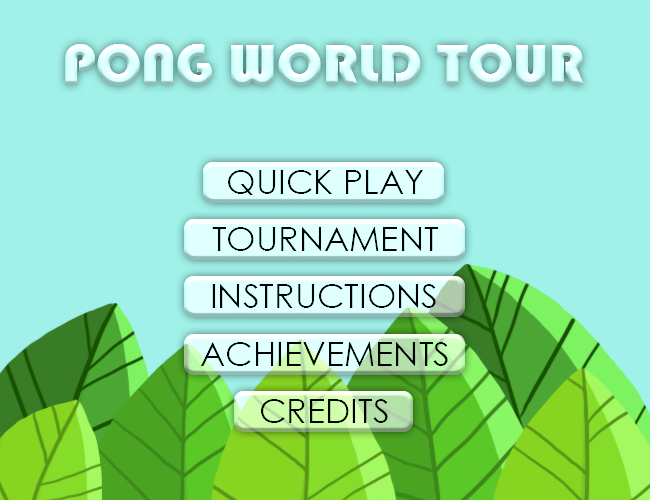 PONG WORLD TOUR
QUICK PLAY
TOURNAMENT
INSTRUCTIONS
ACHIEVEMENTS
CREDITS